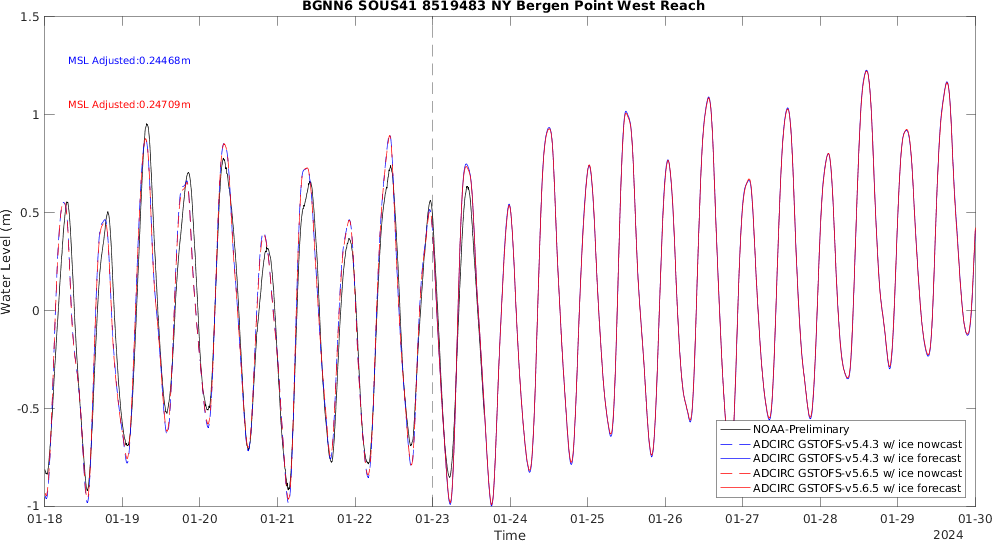 BGNN6 SOUS41 8519483 NY Bergen Point West Reach
1.5
MSL Adjusted:0.24468m
MSL Adjusted:0.24709m
1
0.5
0
-0.5
-1
Water Level (m)
NOAA-Preliminary
ADCIRC GSTOFS-v5.4.3 w/ ice nowcast
ADCIRC GSTOFS-v5.4.3 w/ ice forecast
ADCIRC GSTOFS-v5.6.5 w/ ice nowcast
ADCIRC GSTOFS-v5.6.5 w/ ice forecast
01-18 01-19 01-20 01-21 01-22 01-23 01-24 01-25 01-26 01-27 01-28 01-29 01-30
Time
2024